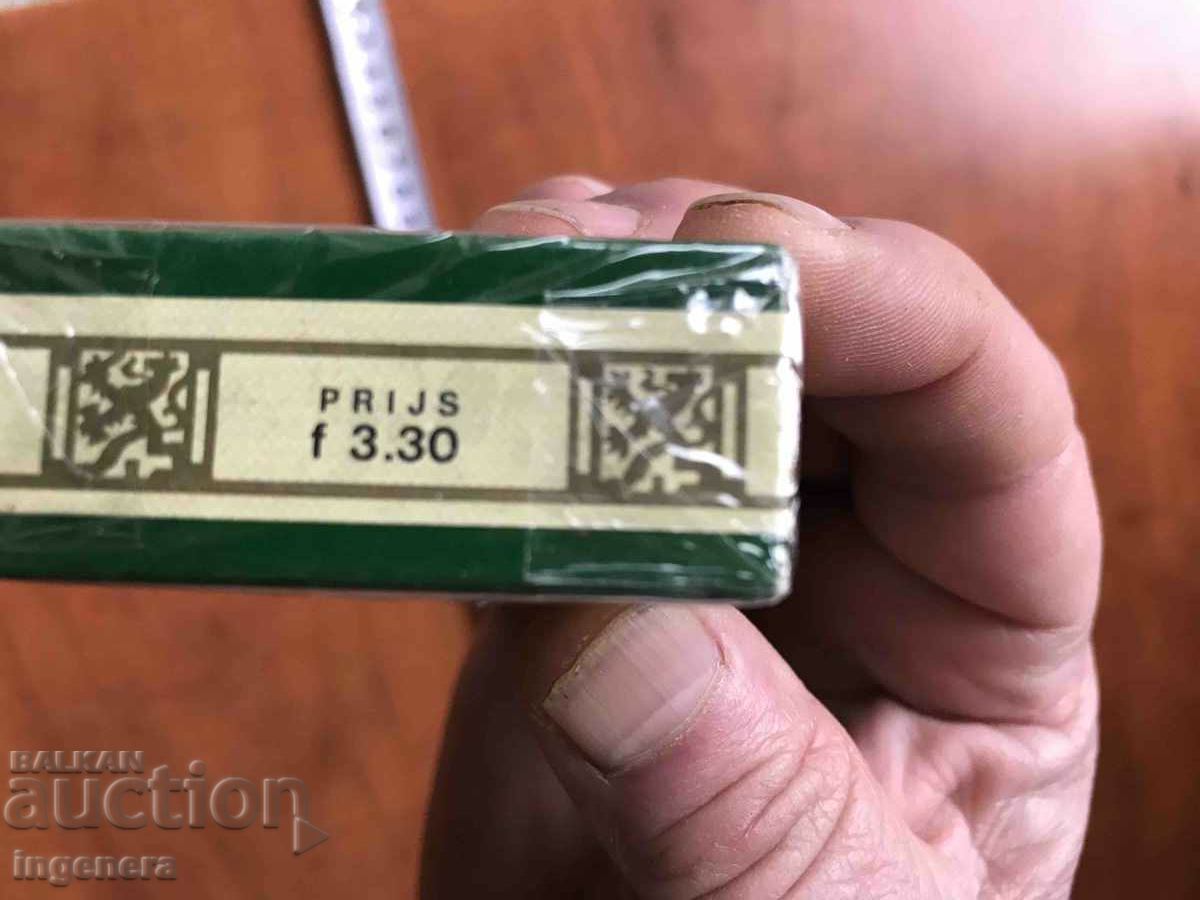 PRIJS
f 3.30
BALKAN
auction
ingenera